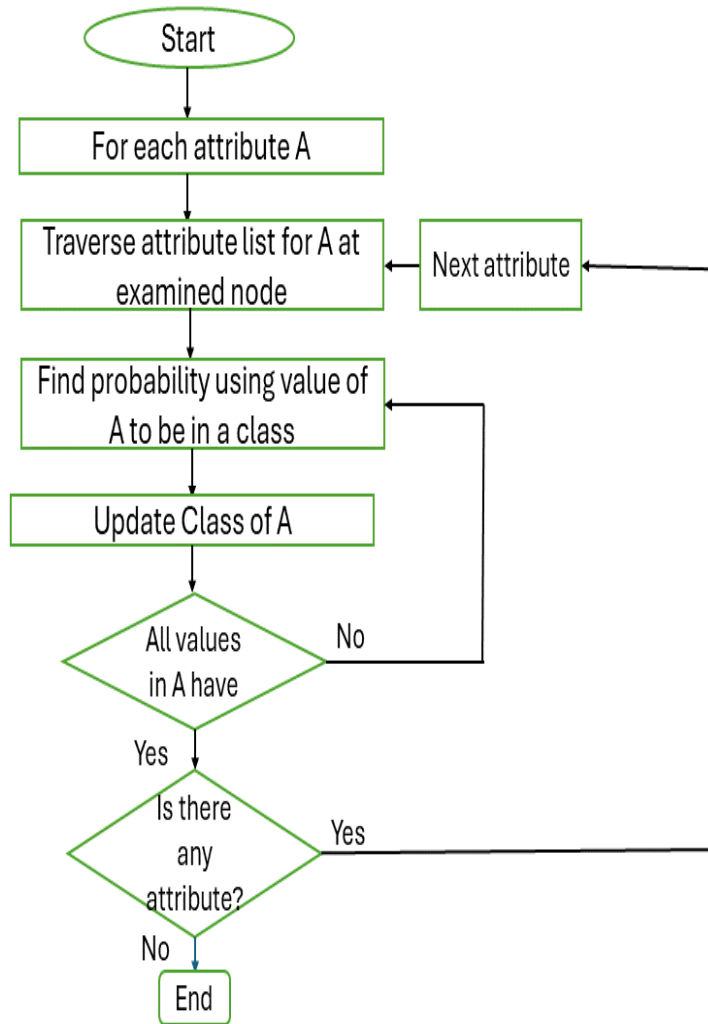 Start
For each attribute A
Traverse attribute list for A at
examined node
Next attribute
Find probability using value of
A to be in a class
Update Class of A
All values
in A have
No
Yes
Is there
any
attribute?
Yes
No
End